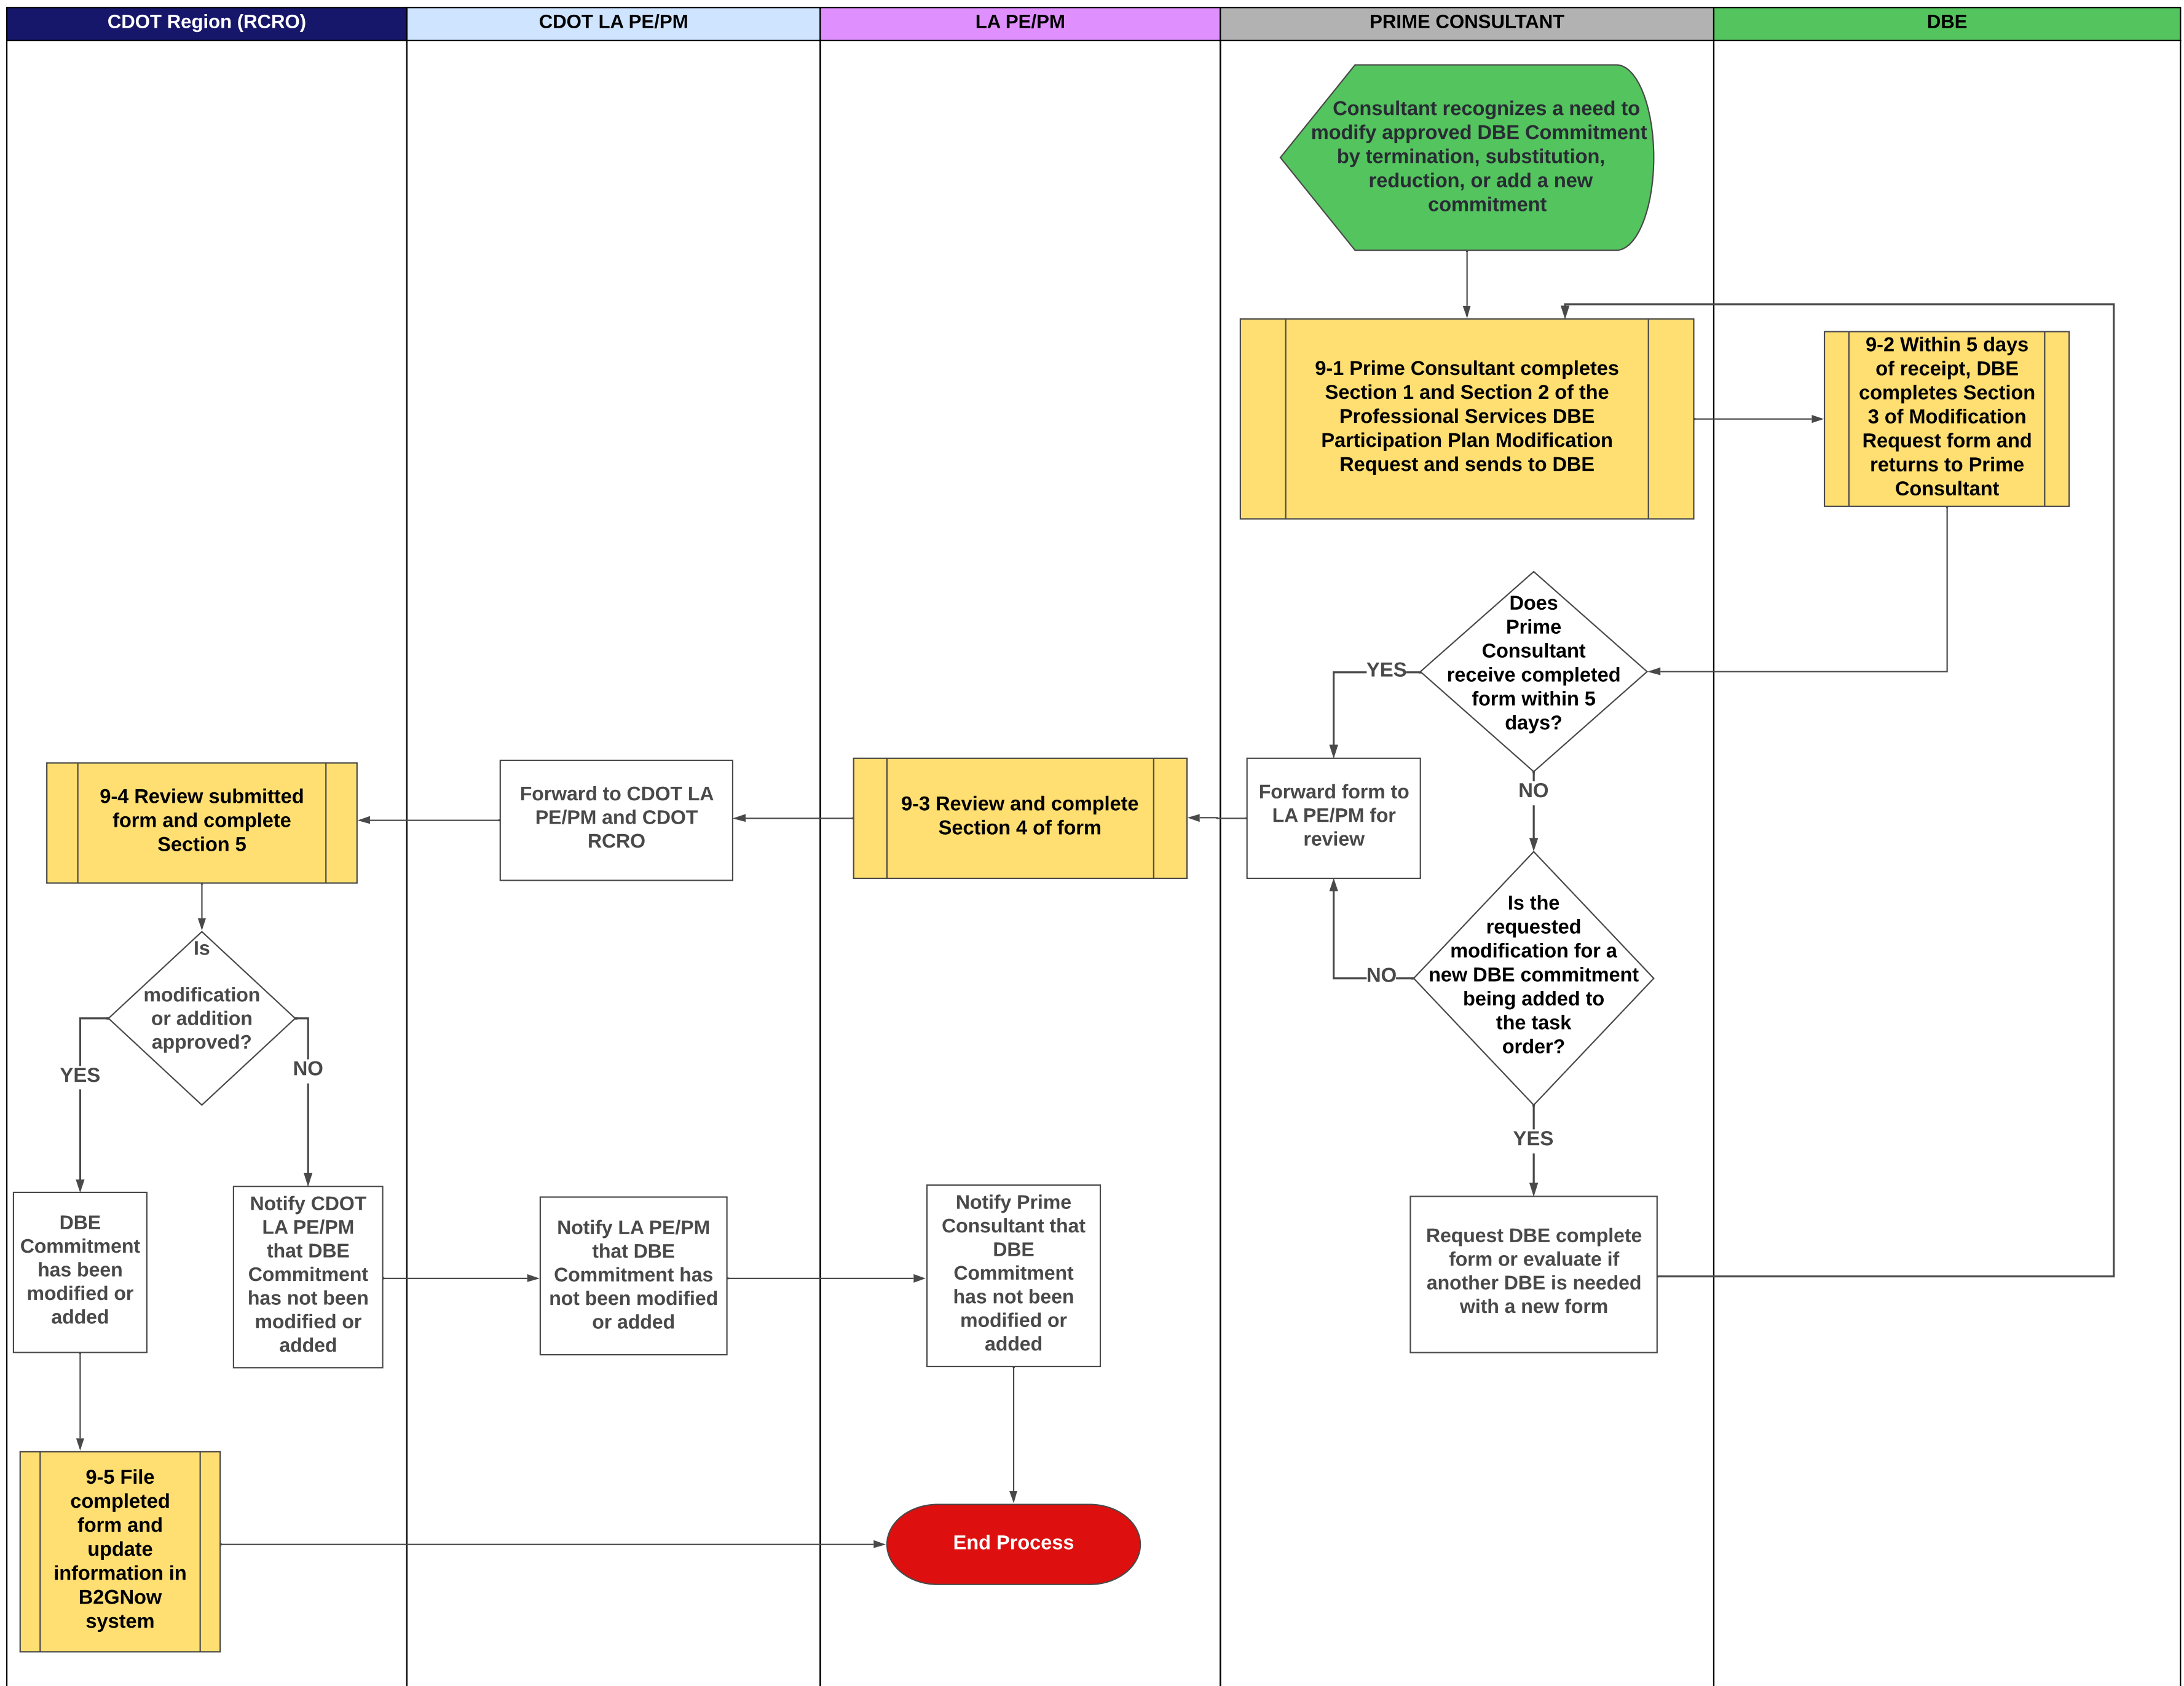 CDOT Region (RCRO)
CDOT LA PE/PM
LA PE/PM
PRIME CONSULTANT
DBE
Consultant recognizes a need to
modify approved DBE Commitment
by termination, substitution,
reduction, or add a new
commitment
9-1 Prime Consultant completes
Section 1 and Section 2 of the
Professional Services DBE
Participation Plan Modification
Request and sends to DBE
9-2 Within 5 days
of receipt, DBE
completes Section
3 of Modification
Request form and
returns to Prime
Consultant
Does
Prime
Consultant
receive completed
form within 5
days?
YES
NO
Forward form to
LA PE/PM for
review
9-3 Review and complete
Section 4 of form
Forward to CDOT LA
PE/PM and CDOT
RCRO
9-4 Review submitted
form and complete
Section 5
Is the
requested
modification for a
new DBE commitment
being added to
the task
order?
NO
YES
Request DBE complete
form or evaluate if
another DBE is needed
with a new form
Is
modification
or addition
approved?
YES
NO
DBE
Commitment
has been
modified or
added
Notify CDOT
LA PE/PM
that DBE
Commitment
has not been
modified or
added
Notify LA PE/PM
that DBE
Commitment has
not been modified
or added
Notify Prime
Consultant that
DBE
Commitment
has not been
modified or
added
9-5 File
completed
form and
update
information in
B2GNow
system
End Process